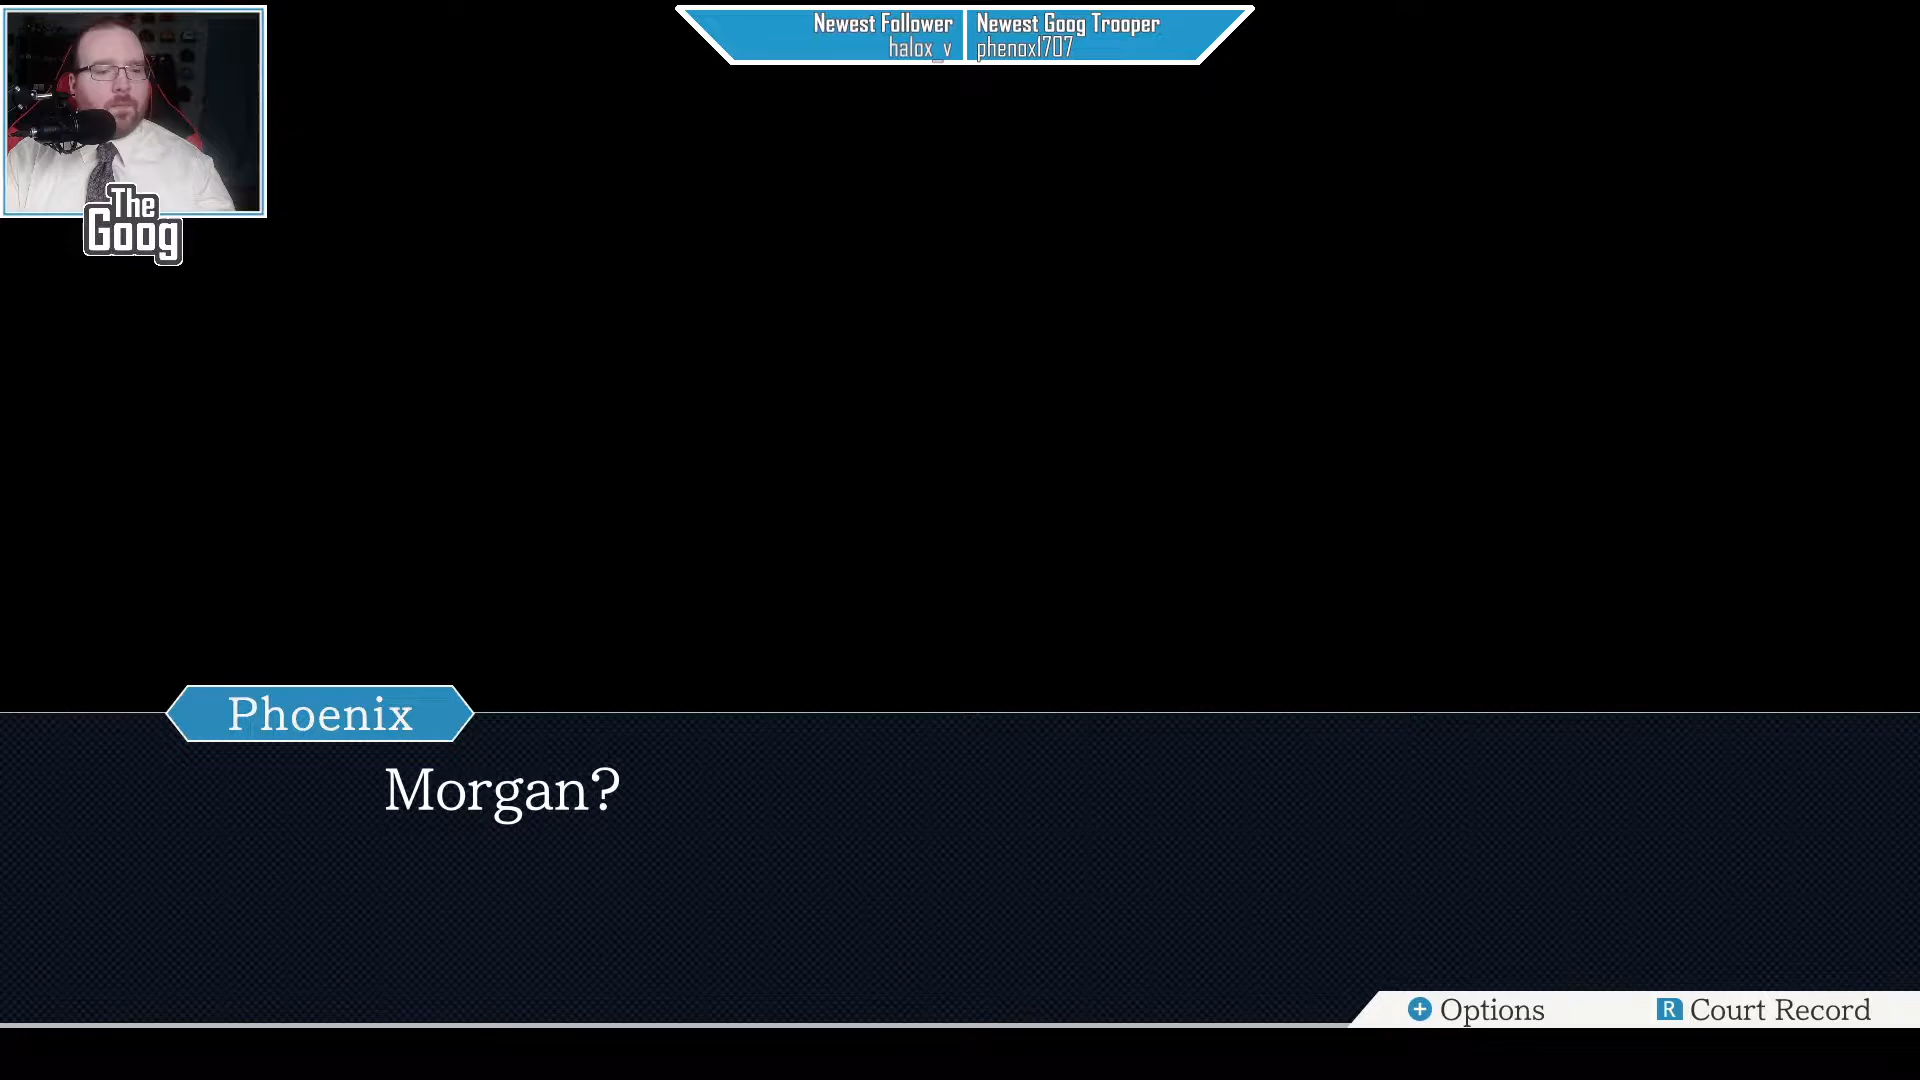 Newest Follower
halox_v
Newest Goog Trooper
phenox1707
The
Goog
Phoenix
Morgan?
+ Options
R Court Record